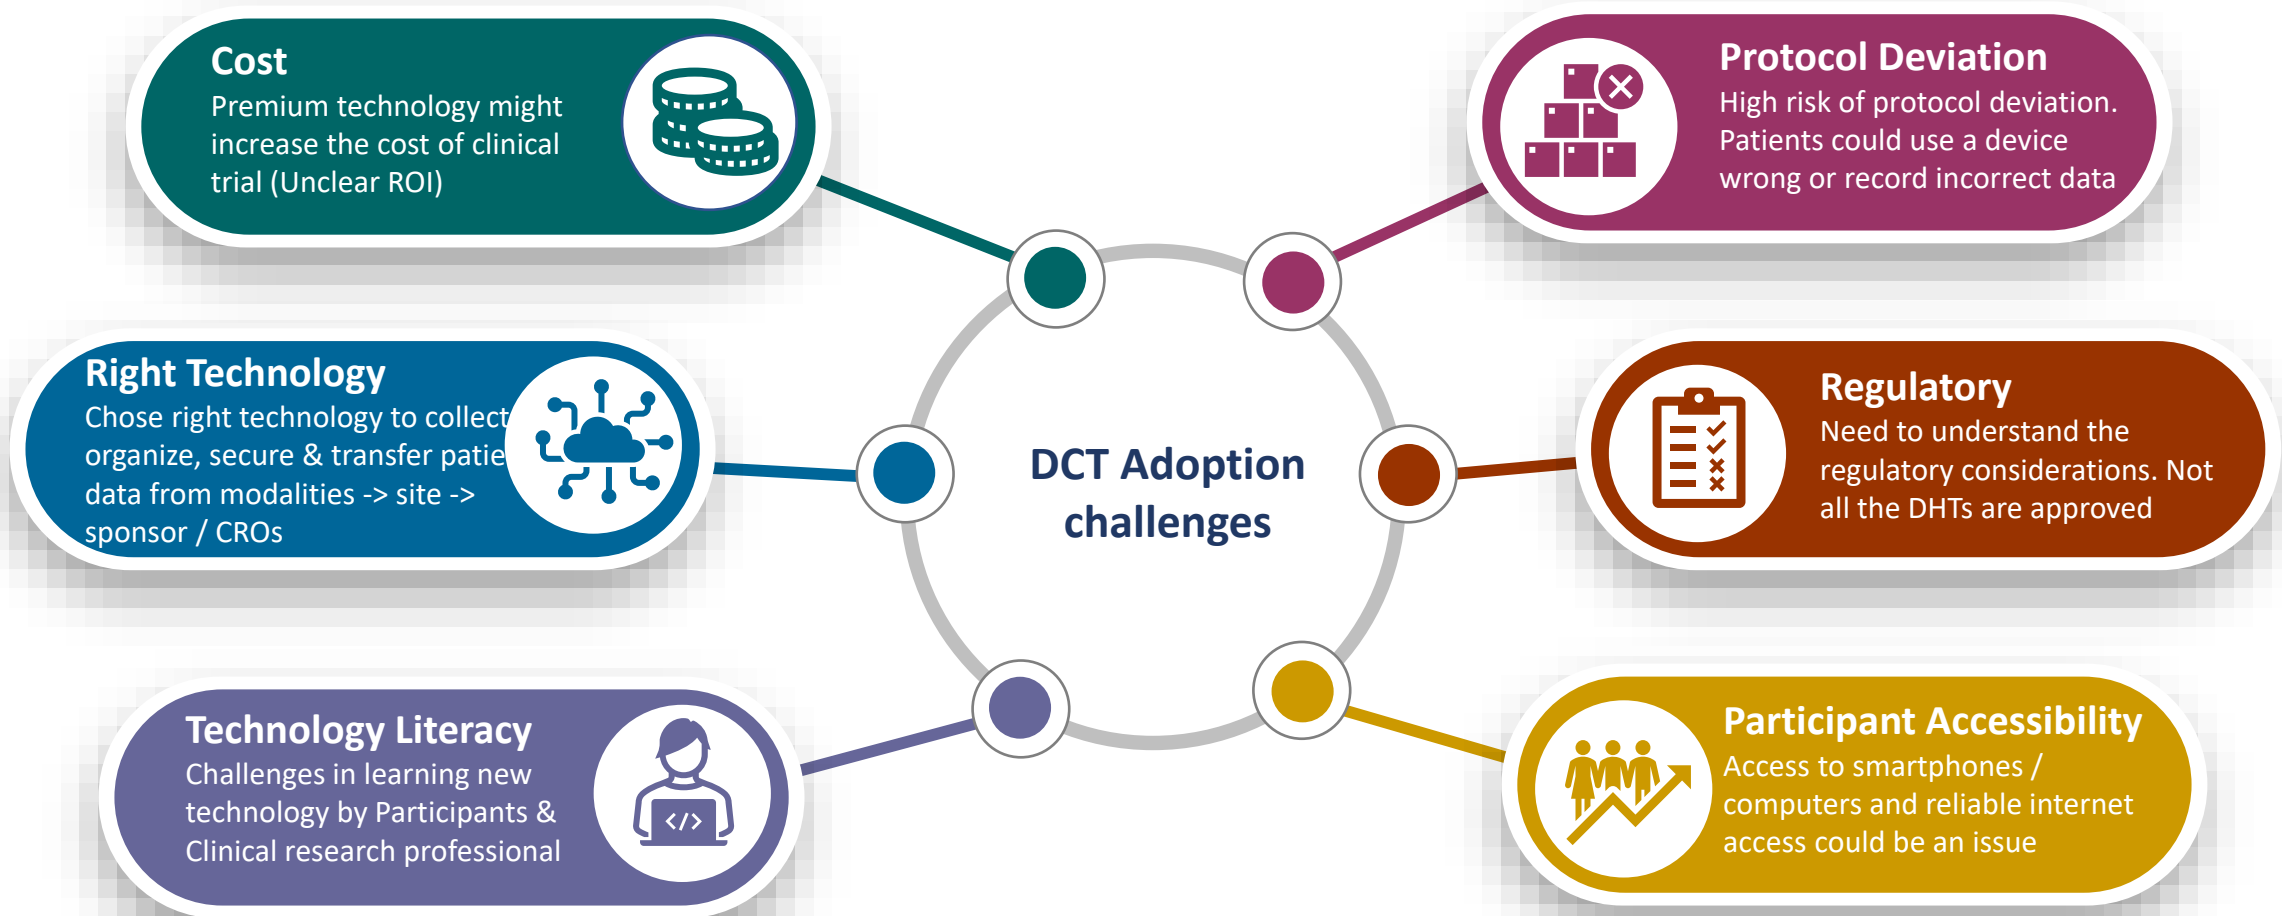 Cost
Premium technology might
increase the cost of clinical
trial (Unclear ROI)
Protocol Deviation
High risk of protocol deviation.
Patients could use a device
wrong or record incorrect data
Right Technology
Chose right technology to collect
organize, secure & transfer patie
data from modalities -> site ->
sponsor / CROs
DCT Adoption
challenges
Regulatory
Need to understand the
regulatory considerations. Not
all the DHTs are approved
Technology Literacy
Challenges in learning new
technology by Participants &
Clinical research professional
</>
Participant Accessibility
Access to smartphones /
computers and reliable internet
access could be an issue